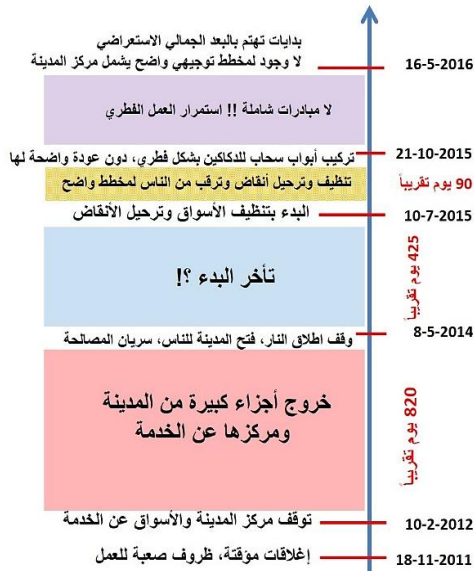 بدايات تهتم بالبعد الجمالي الاستعراضي
لا وجود لمخطط توجيهي واضح يشمل مركز المدينة
16-5-2016
لا مبادرات شاملة !! استمرار العمل الفطري
21-10-2015
تركيب أبواب سحاب للدكاكين بشكل فطري، دون عودة واضحة لها
تنظيف وترحيل أنقاض وترقب من الناس لمخطط واضح
90 يوم تقريباً
البدء بتنظيف الأسواق وترحيل الأنقاض
10-7-2015
تأخر البدء ؟!
425 يوم تقريباً
وقف اطلاق النار، فتح المدينة للناس، سريان المصالحة
8-5-2014
خروج أجزاء كبيرة من المدينة
ومركزها عن الخدمة
820 يوم تقريباً
توقف مركز المدينة والأسواق عن الخدمة
10-2-2012
إغلاقات مؤقتة، ظروف صعبة للعمل
18-11-2011